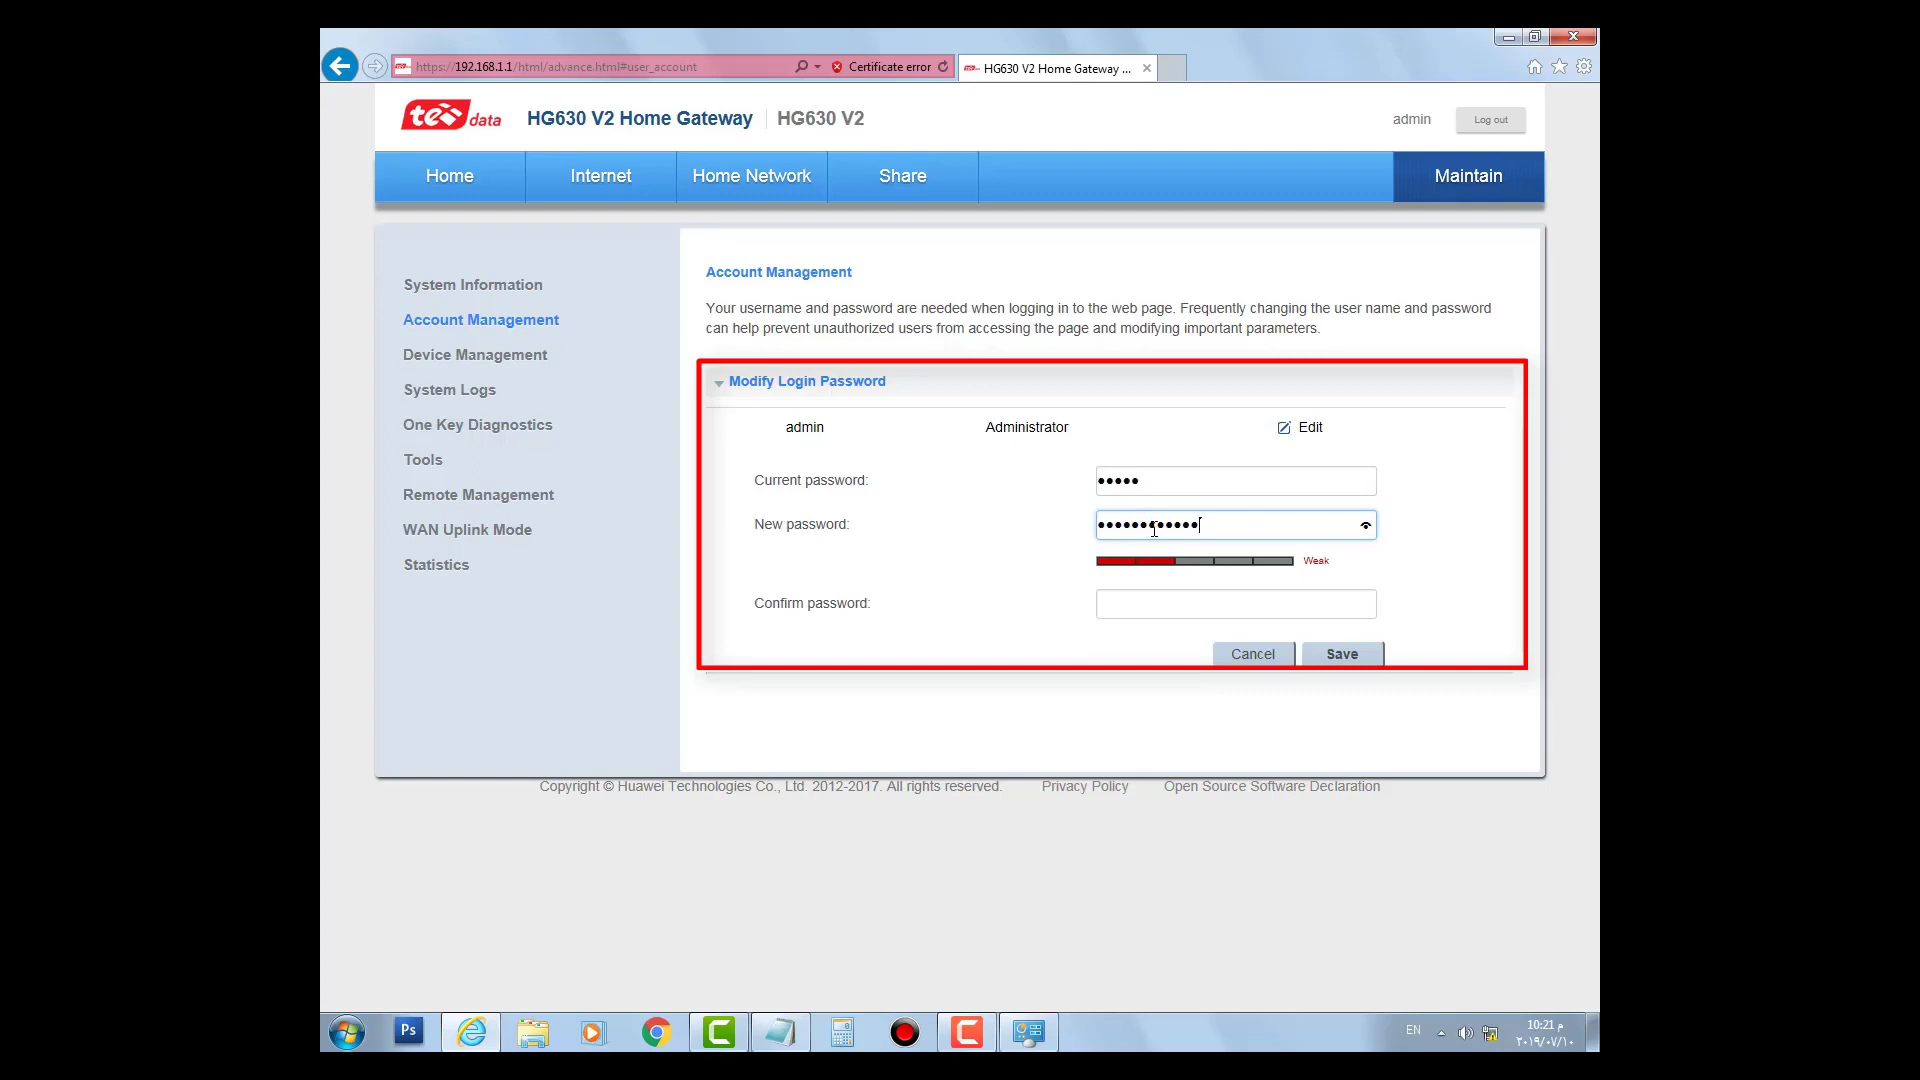 https://192.168.1.1/html/advance.html#user_account
Certificate error
HG630 V2 Home Gateway ...
te data
HG630 V2 Home Gateway
HG630 V2
admin
Log out
Home
Internet
Home Network
Share
Maintain
System Information
Account Management
Device Management
System Logs
One Key Diagnostics
Tools
Remote Management
WAN Uplink Mode
Statistics
Account Management
Your username and password are needed when logging in to the web page. Frequently changing the user name and password
can help prevent unauthorized users from accessing the page and modifying important parameters.
Modify Login Password
admin
Administrator
Edit
Current password:
New password:
Weak
Confirm password:
Cancel
Save
Copyright © Huawei Technologies Co., Ltd. 2012-2017. All rights reserved.
Privacy Policy
Open Source Software Declaration
Ps
EN
10:21 م
٢٠١٩/٠٧/١٠